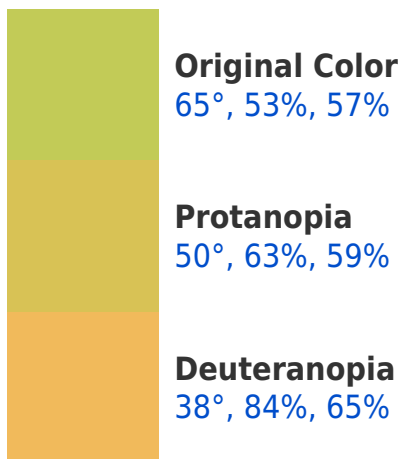 Original Color
65°, 53%, 57%
Protanopia
50°, 63%, 59%
Deuteranopia
38°, 84%, 65%